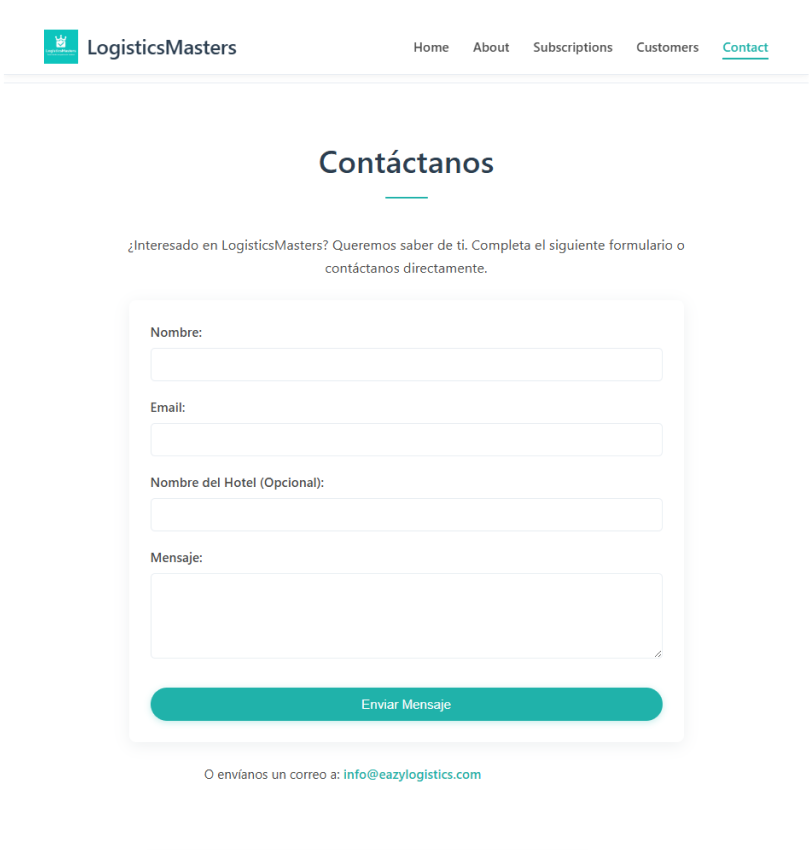 LogisticsMasters
Home About Subscriptions Customers Contact
Contáctanos
¿Interesado en LogisticsMasters? Queremos saber de ti. Completa el siguiente formulario o
contáctanos directamente.
Nombre:
Email:
Nombre del Hotel (Opcional):
Mensaje:
Enviar Mensaje
O envíanos un correo a: info@eazylogistics.com